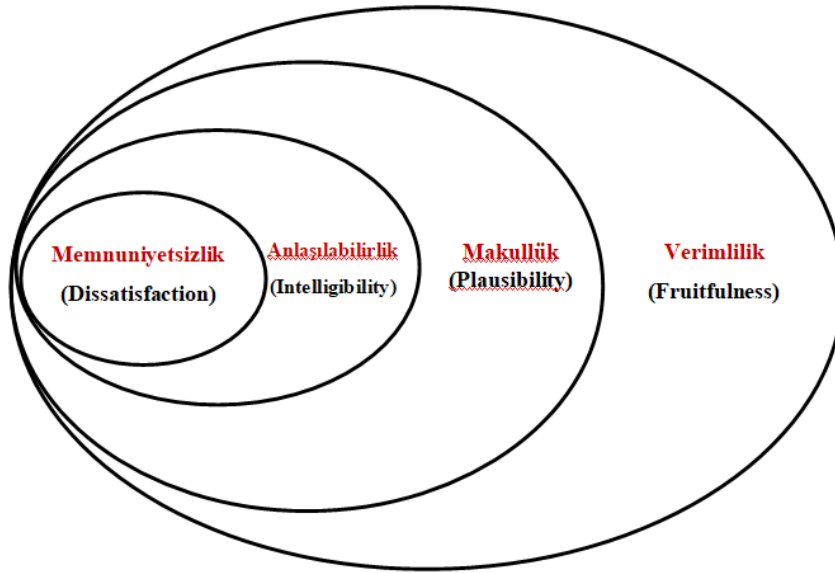 Memnuniyetsizlik
(Dissatisfaction)
Anlaşılabilirlik
(Intelligibility)
Makullük
(Plausibility)
Verimlilik
(Fruitfulness)